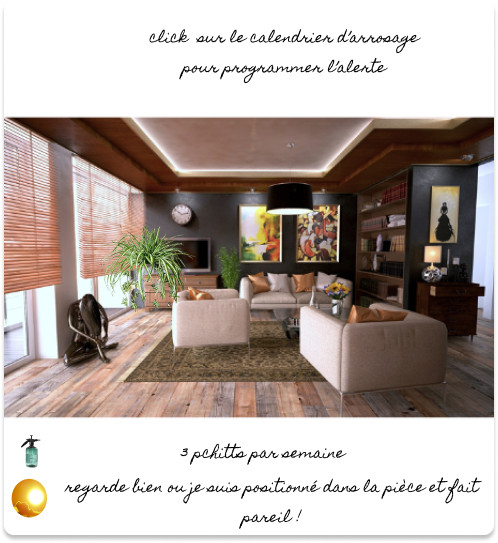 click sur le calendrier d'arrosage
pour programmer l'alerte
3 pchitts par semaine
regarde bien ou je suis positionné dans la pièce et fait
pareil !